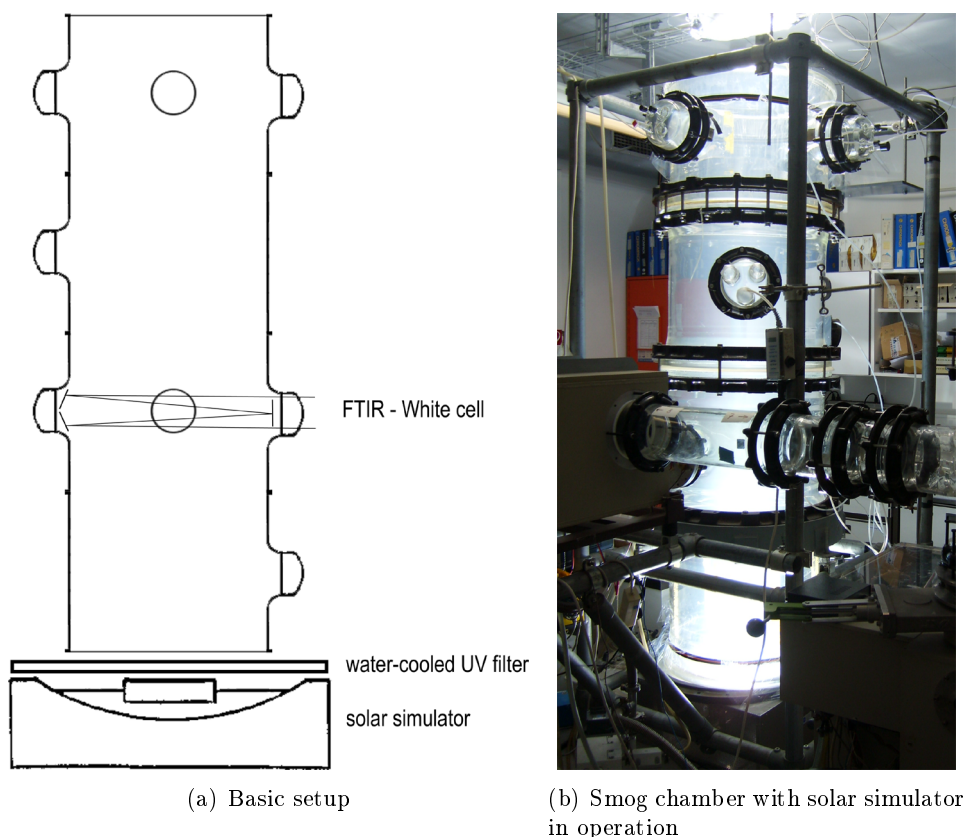 FTIR - White cell
water-cooled UV filter
solar simulator
(a) Basic setup
(b) Smog chamber with solar simulator
in operation